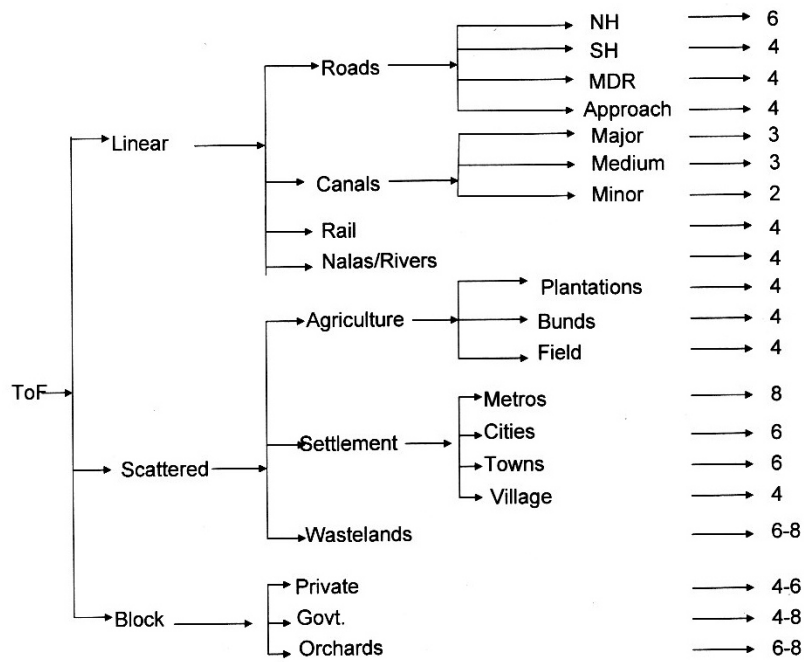 NH 6
SH 4
Roads MDR 4
Approach 4
Linear Major 3
Canals Medium 3
Minor 2
Rail 4
Nalas/Rivers 4
Plantations 4
Agriculture Bunds 4
Field 4
ToF Metros 8
Settlement Cities 6
Scattered Towns 6
Village 4
Wastelands 6-8
Private 4-6
Block Govt. 4-8
Orchards 6-8